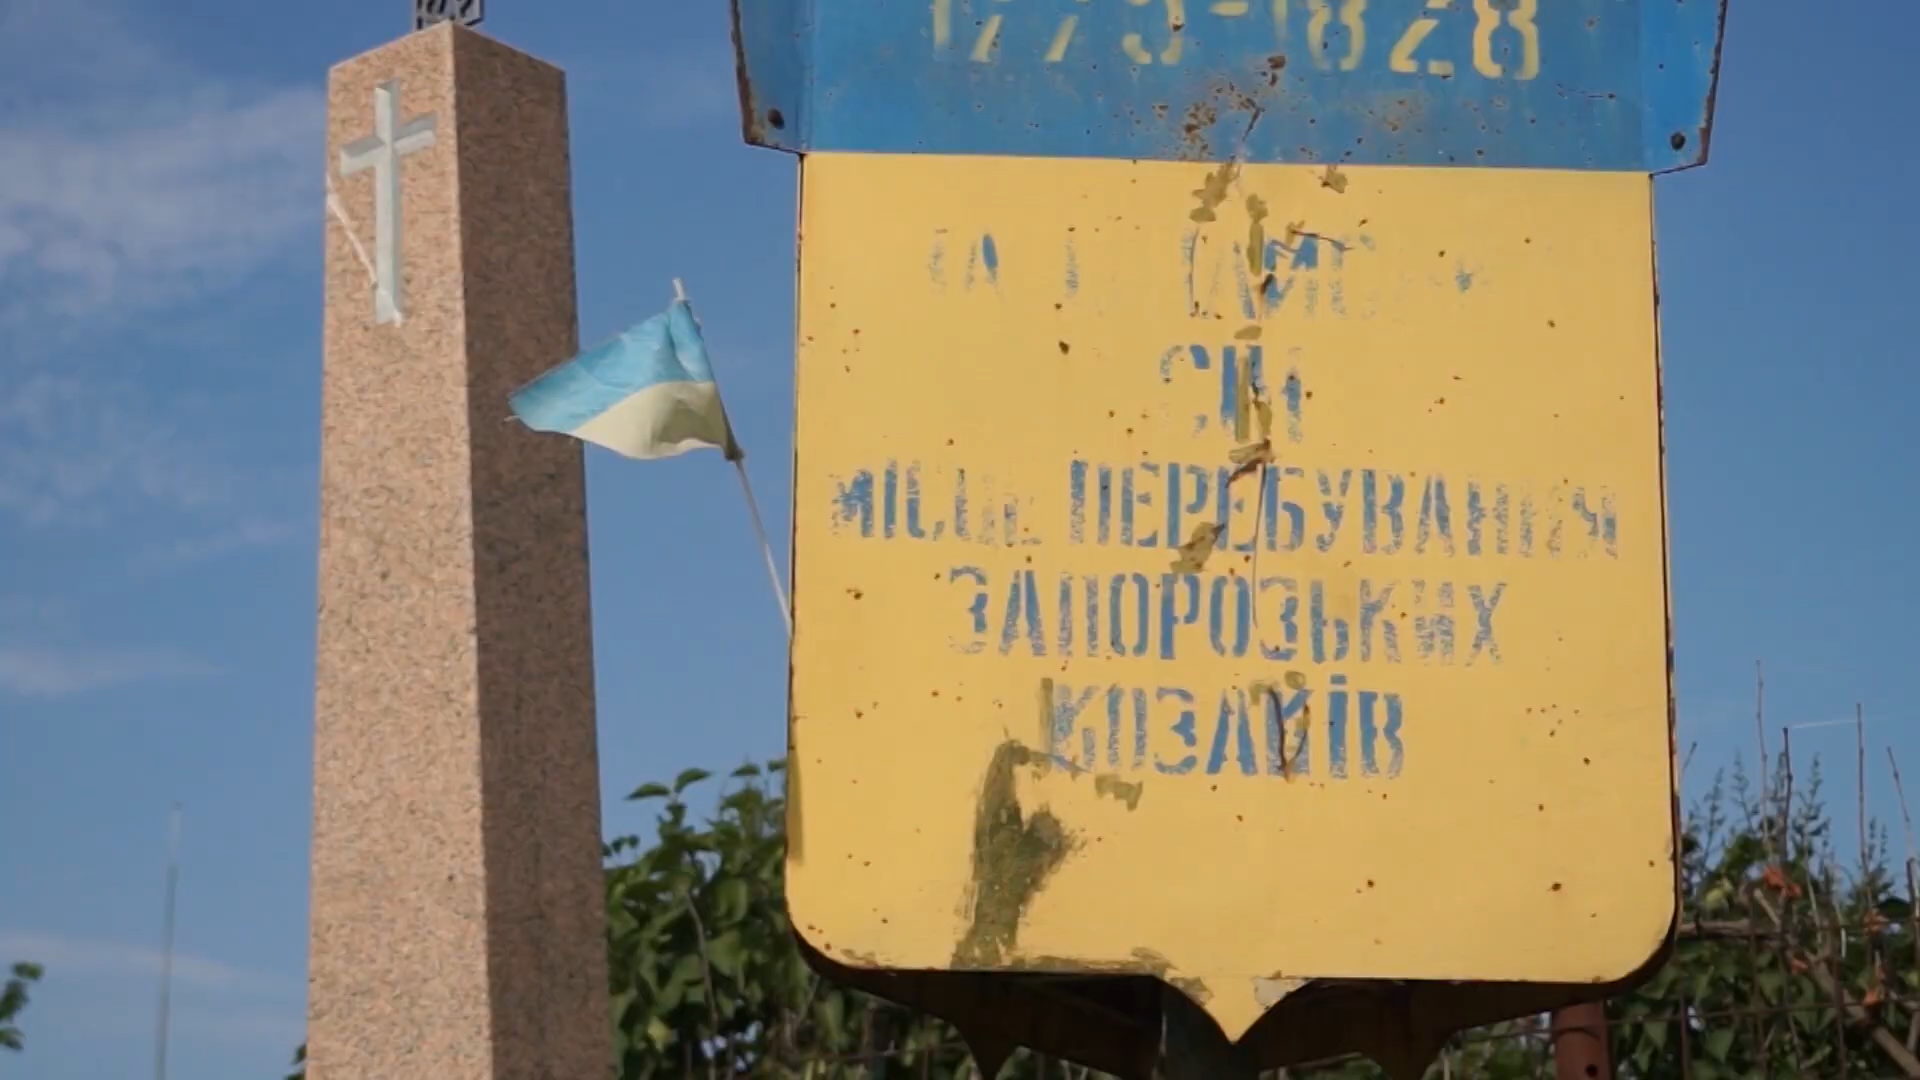 1775-1828
СІЧ
МІСЦЕ ПЕРЕБУВАННЯ
ЗАПОРОЗЬКИХ
КОЗАКІВ